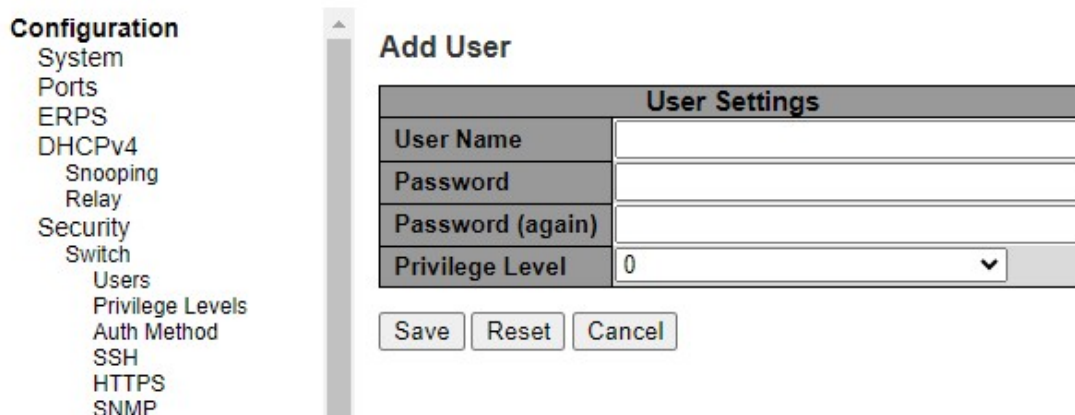 Configuration
System
Ports
ERPS
DHCPv4
Snooping
Relay
Security
Switch
Users
Privilege Levels
Auth Method
SSH
HTTPS
SNMP
Add User
User Settings
User Name
Password
Password (again)
Privilege Level 0
Save Reset Cancel